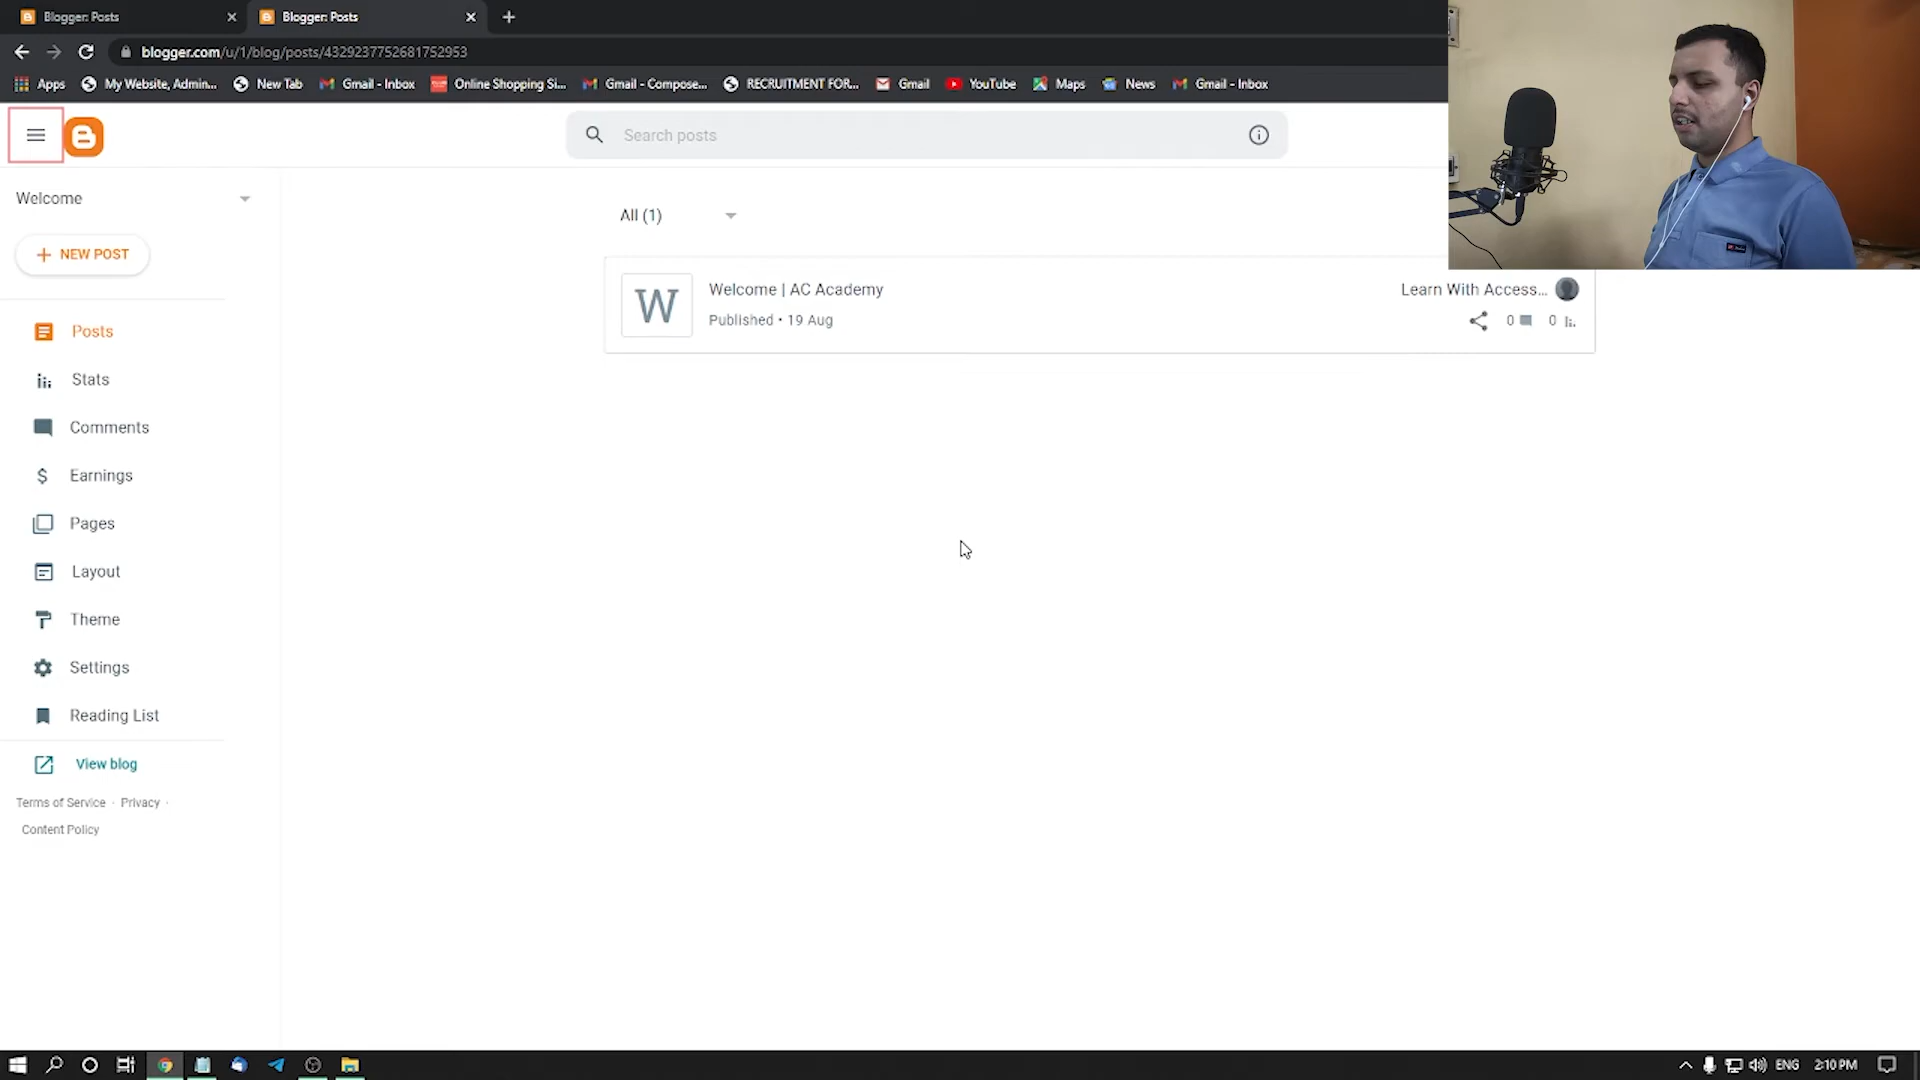 Blogger: Posts
Blogger: Posts
blogger.com/u/1/blog/posts/4329237752681752953
Apps
My Website, Admin...
New Tab
Gmail - Inbox
Online Shopping Si...
Gmail - Compose...
RECRUITMENT FOR...
Gmail
YouTube
Maps
News
Gmail - Inbox
Search posts
Welcome
NEW POST
Posts
Stats
Comments
Earnings
Pages
Layout
Theme
Settings
Reading List
View blog
Terms of Service · Privacy ·
Content Policy
All (1)
W
Welcome | AC Academy
Published • 19 Aug
Learn With Access...
0
0
ENG
2:10 PM